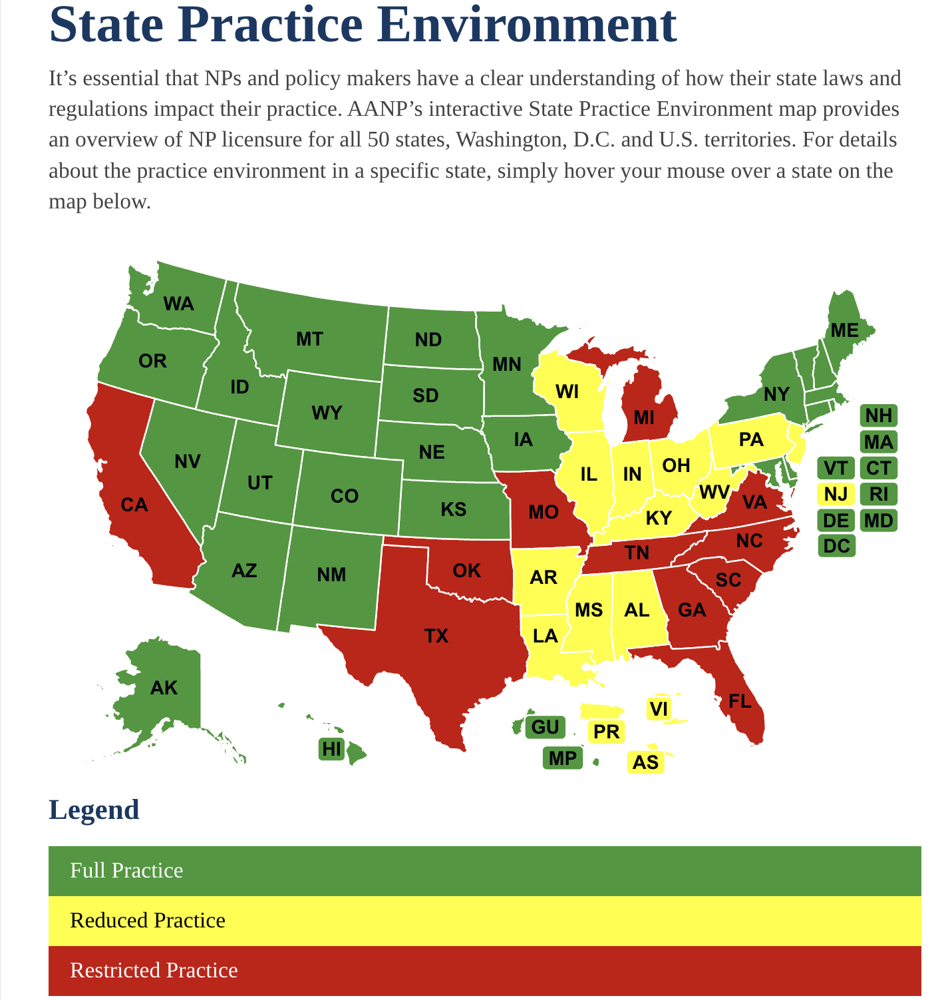 State Practice Environment
It’s essential that NPs and policy makers have a clear understanding of how their state laws and
regulations impact their practice. AANP’s interactive State Practice Environment map provides
an overview of NP licensure for all 50 states, Washington, D.C. and U.S. territories. For details
about the practice environment in a specific state, simply hover your mouse over a state on the
map below.
WA
MT
ND
MN
ME
OR
ID
WY
SD
WI
MI
NY
NH
MA
NV
UT
CO
NE
IA
IL
IN
OH
PA
VT
CT
NJ
RI
CA
KS
MO
KY
WV
VA
DE
MD
DC
AZ
NM
OK
AR
TN
NC
SC
TX
LA
MS
AL
GA
AK
HI
GU
MP
PR
VI
AS
FL
Legend
Full Practice
Reduced Practice
Restricted Practice